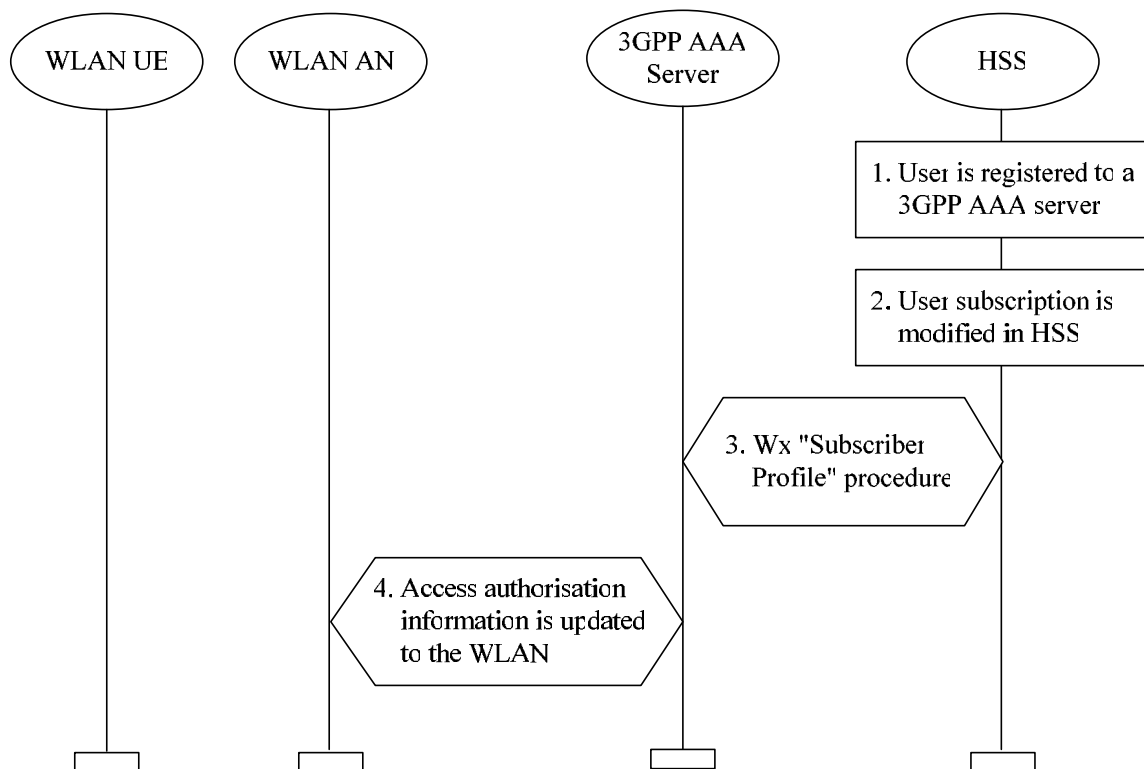 WLAN UE
WLAN AN
3GPP AAA
Server
HSS
1. User is registered to a
3GPP AAA server
2. User subscription is
modified in HSS
3. Wx "Subscriber
Profile" procedure
4. Access authorisation
information is updated
to the WLAN